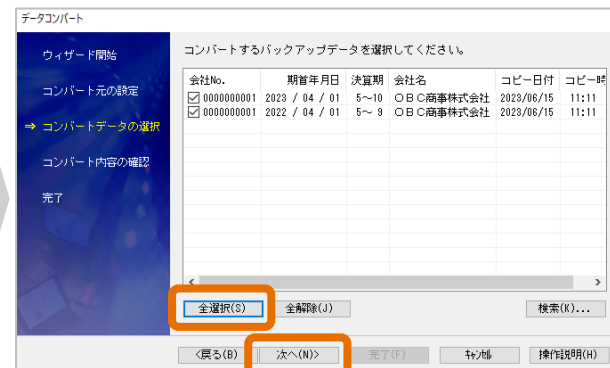 データコンバート
ウィザード開始
コンバート元の設定
⇒ コンバートデータの選択
コンバート内容の確認
完了
コンバートするバックアップデータを選択してください。
会社No. 期首年月日 決算期 会社名 コピー日付 コピー時
0000000001 2023 / 04 / 01 5~10 OBC商事株式会社 2023/06/15 11:11
0000000001 2022 / 04 / 01 5~ 9 OBC商事株式会社 2023/06/15 11:11
全選択(S) 全解除(J) 検索(K)...
<戻る(B) 次へ(N)> 完了(F) キャンセル 操作説明(H)